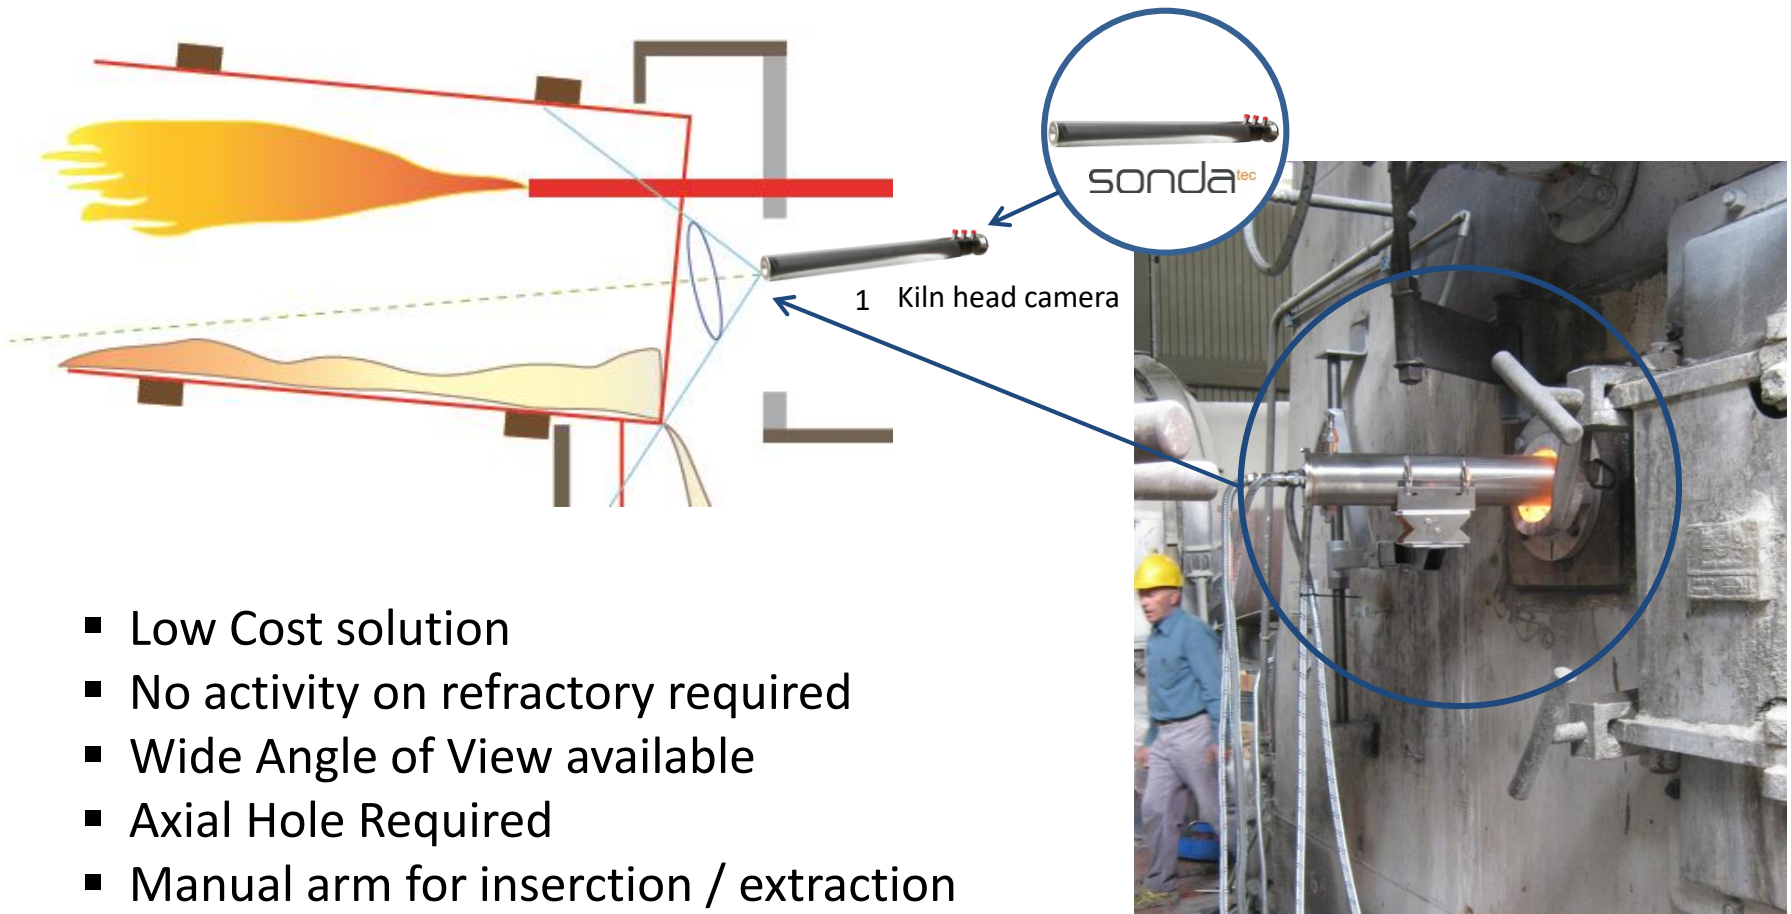 sonda tec
1 Kiln head camera
▪ Low Cost solution
▪ No activity on refractory required
▪ Wide Angle of View available
▪ Axial Hole Required
▪ Manual arm for inserction / extraction